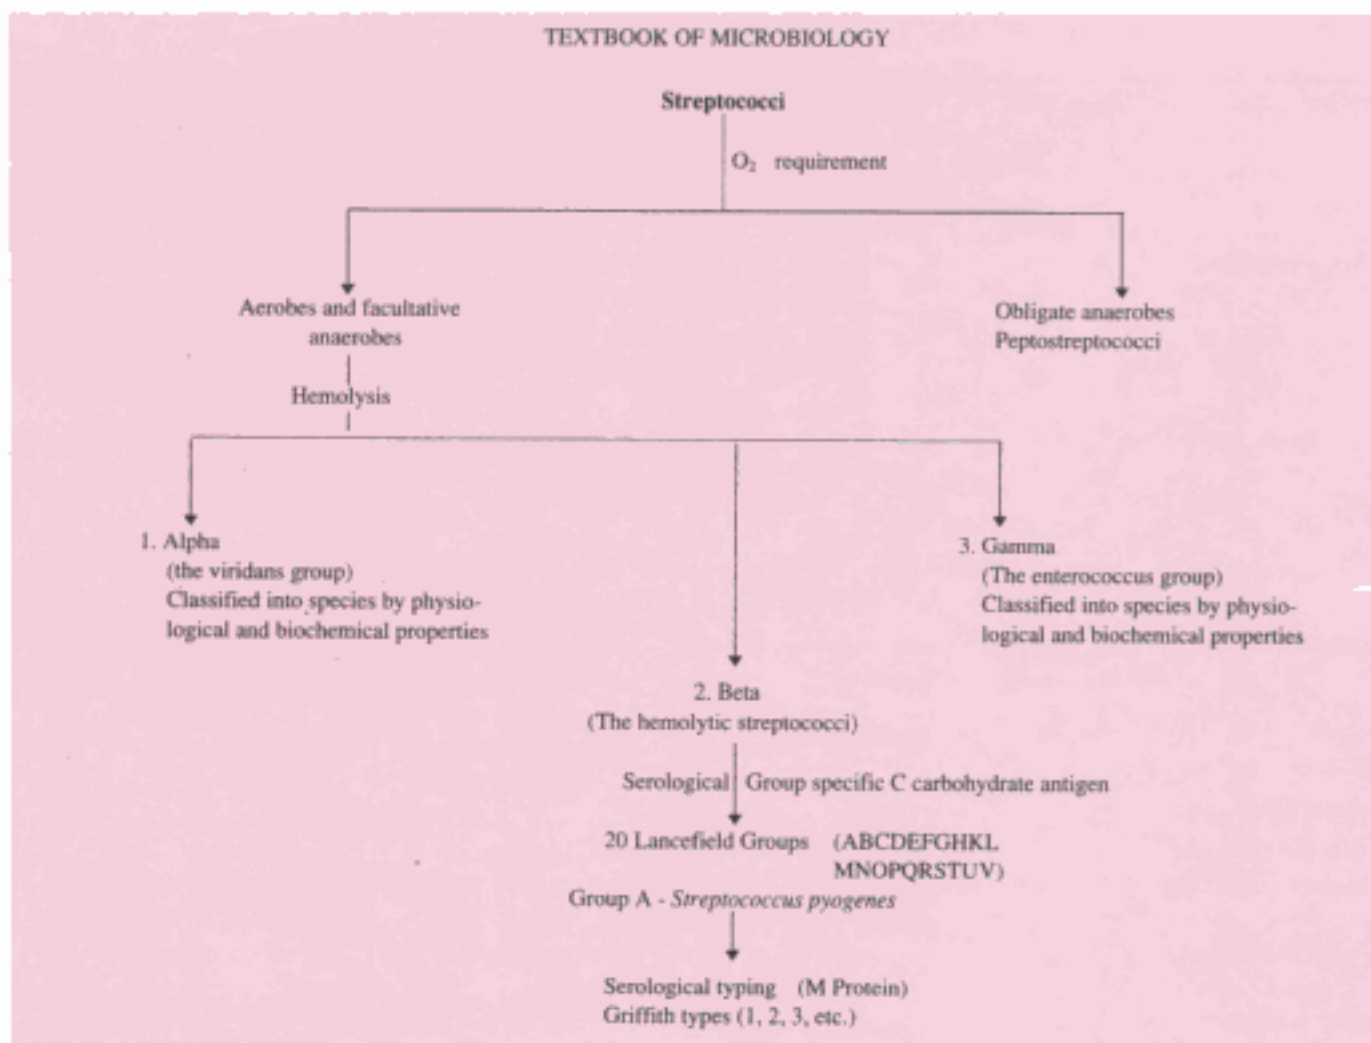 TEXTBOOK OF MICROBIOLOGY
Streptococci
O₂ requirement
Aerobes and facultative
anaerobes
Obligate anaerobes
Peptostreptococci
Hemolysis
1. Alpha
(the viridans group)
Classified into species by physio-
logical and biochemical properties
3. Gamma
(The enterococcus group)
Classified into species by physio-
logical and biochemical properties
2. Beta
(The hemolytic streptococci)
Serological Group specific C carbohydrate antigen
20 Lancefield Groups (ABCDEFGHKL
MNOPQRSTUV)
Group A - Streptococcus pyogenes
Serological typing (M Protein)
Griffith types (1, 2, 3, etc.)